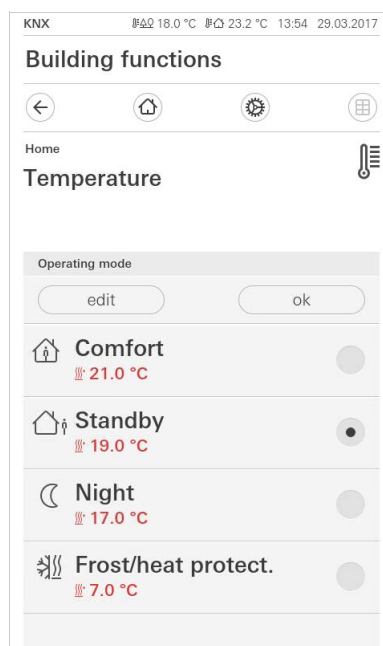 KNX 18.0 °C 23.2 °C 13:54 29.03.2017
Building functions
Home
Temperature
Operating mode
edit ok
Comfort
21.0 °C
Standby
19.0 °C
Night
17.0 °C
Frost/heat protect.
7.0 °C